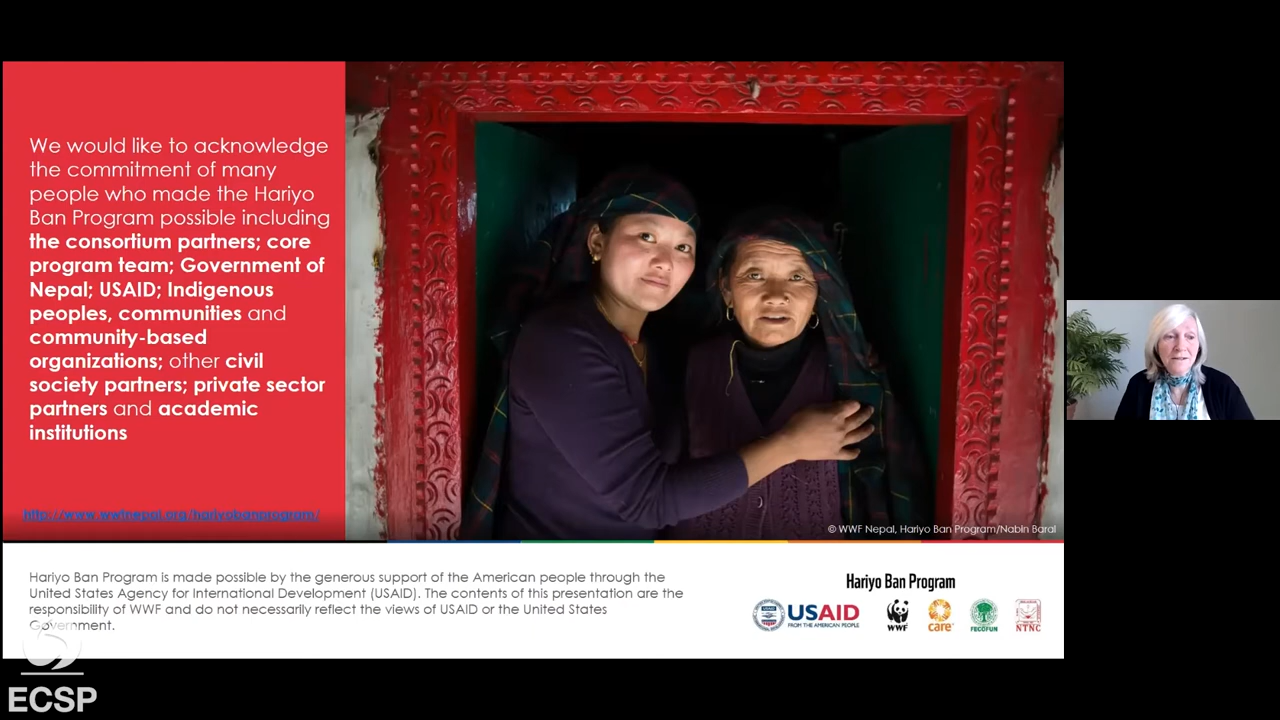 We would like to acknowledge
the commitment of many
people who made the Hariyo
Ban Program possible including
the consortium partners; core
program team; Government of
Nepal; USAID; Indigenous
peoples, communities and
community-based
organizations; other civil
society partners; private sector
partners and academic
institutions
http://www.wwfnepal.org/hariyobanprogram/
© WWF Nepal, Hariyo Ban Program/Nabin Baral
Hariyo Ban Program is made possible by the generous support of the American people through the
United States Agency for International Development (USAID). The contents of this presentation are the
responsibility of WWF and do not necessarily reflect the views of USAID or the United States
Government.
Hariyo Ban Program
USAID
FROM THE AMERICAN PEOPLE
WWF
care
FECOFUN
NTNC
ECSP